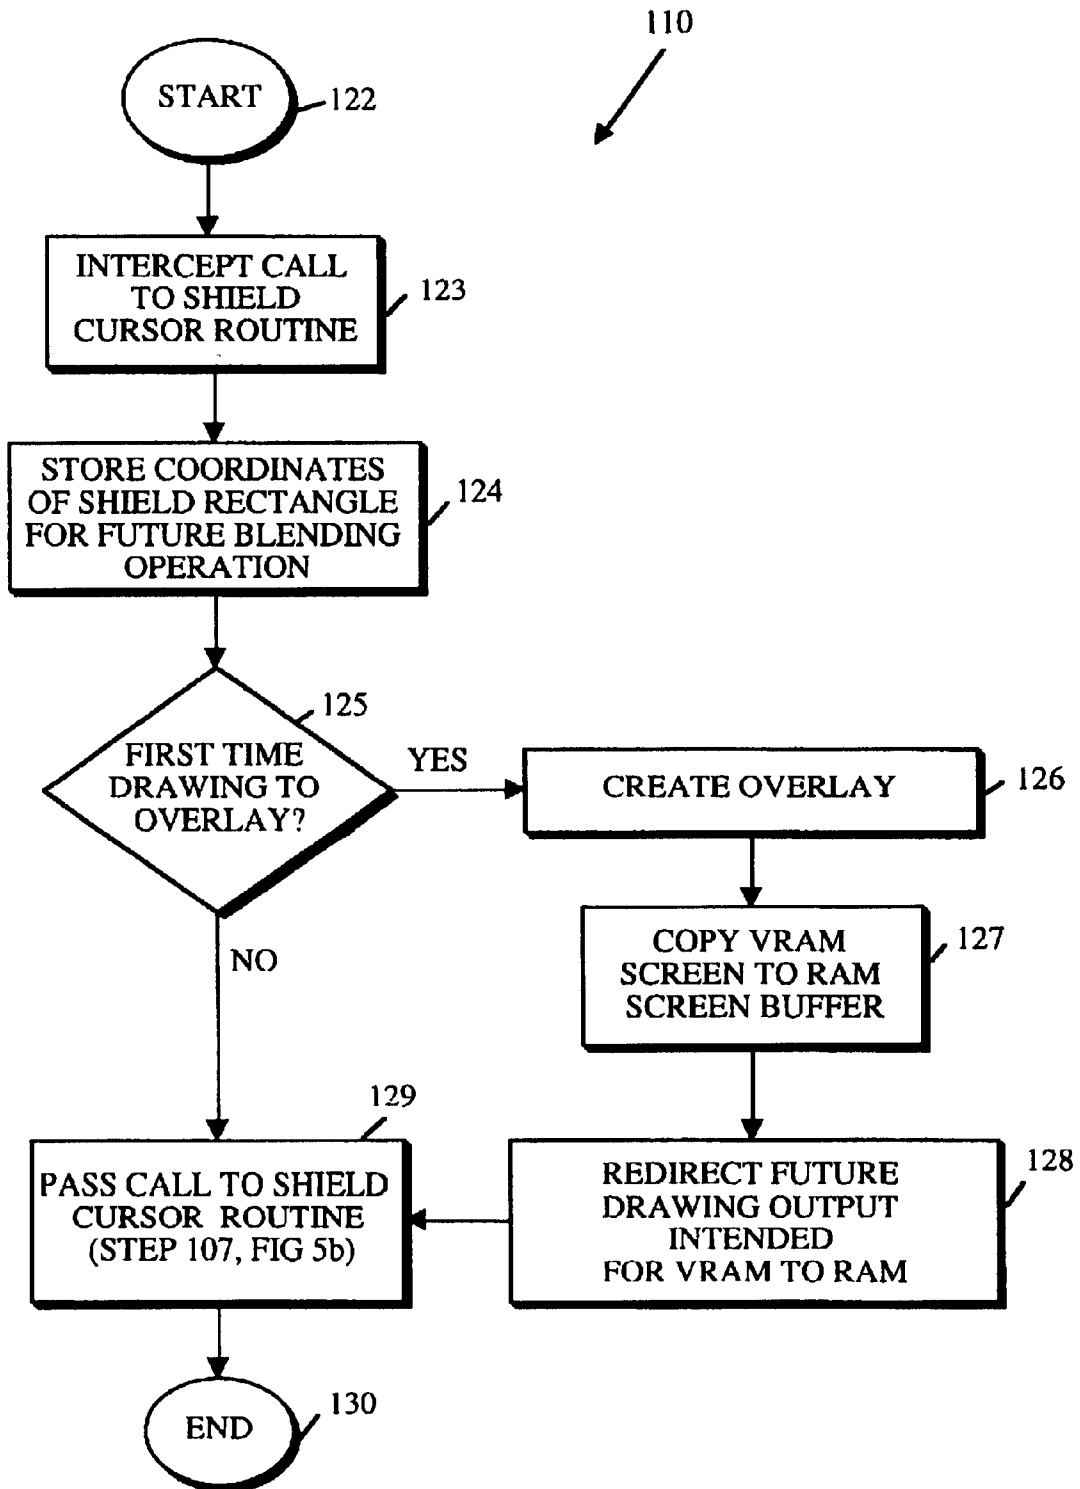 110
START
122
INTERCEPT CALL
TO SHIELD
CURSOR ROUTINE
123
STORE COORDINATES
OF SHIELD RECTANGLE
FOR FUTURE BLENDING
OPERATION
124
125
FIRST TIME
DRAWING TO
OVERLAY?
YES
CREATE OVERLAY
126
NO
COPY VRAM
SCREEN TO RAM
SCREEN BUFFER
127
129
PASS CALL TO SHIELD
CURSOR ROUTINE
(STEP 107, FIG 5b)
REDIRECT FUTURE
DRAWING OUTPUT
INTENDED
FOR VRAM TO RAM
128
END
130